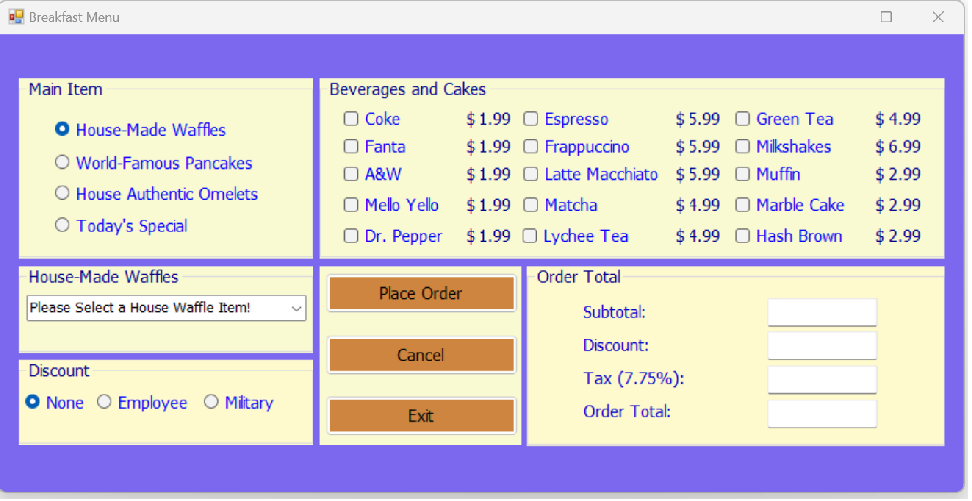 Breakfast Menu
Main Item
House-Made Waffles
World-Famous Pancakes
House Authentic Omelets
Today's Special
Beverages and Cakes
Coke $ 1.99 Espresso $ 5.99 Green Tea $ 4.99
Fanta $ 1.99 Frappuccino $ 5.99 Milkshakes $ 6.99
A&W $ 1.99 Latte Macchiato $ 5.99 Muffin $ 2.99
Mello Yello $ 1.99 Matcha $ 4.99 Marble Cake $ 2.99
Dr. Pepper $ 1.99 Lychee Tea $ 4.99 Hash Brown $ 2.99
House-Made Waffles
Please Select a House Waffle Item!
Discount
None Employee Military
Place Order
Cancel
Exit
Order Total
Subtotal:
Discount:
Tax (7.75%):
Order Total: